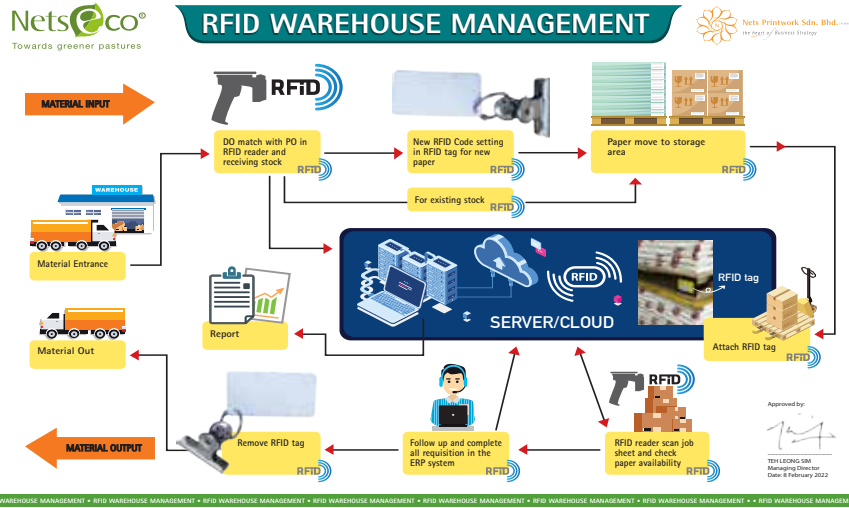 Nets eco®
Towards greener pastures
RFID WAREHOUSE MANAGEMENT
Nets Printwork Sdn. Bhd.
the heart of Business Strategy
MATERIAL INPUT
RFiD
DO match with PO in
RFID reader and
receiving stock
RFiD
New RFID Code setting
in RFID tag for new
paper
RFiD
Paper move to storage
area
RFiD
For existing stock
RFiD
WAREHOUSE
Material Entrance
RFID
RFID tag
SERVER/CLOUD
Report
Attach RFID tag
RFiD
Material Out
MATERIAL OUTPUT
Remove RFID tag
RFiD
Follow up and complete
all requisition in the
ERP system
RFiD
RFiD
RFID reader scan job
sheet and check
paper availability
RFiD
Approved by:
TEH LEONG SIM
Managing Director
Date: 8 February 2022
WAREHOUSE MANAGEMENT • RFID WAREHOUSE MANAGEMENT • RFID WAREHOUSE MANAGEMENT • RFID WAREHOUSE MANAGEMENT • RFID WAREHOUSE MANAGEMENT • RFID WAREHOUSE MANAGEMENT • RFID WAREHOUSE MANAGEMENT • • RFID WAREHOUSE MANAGEM